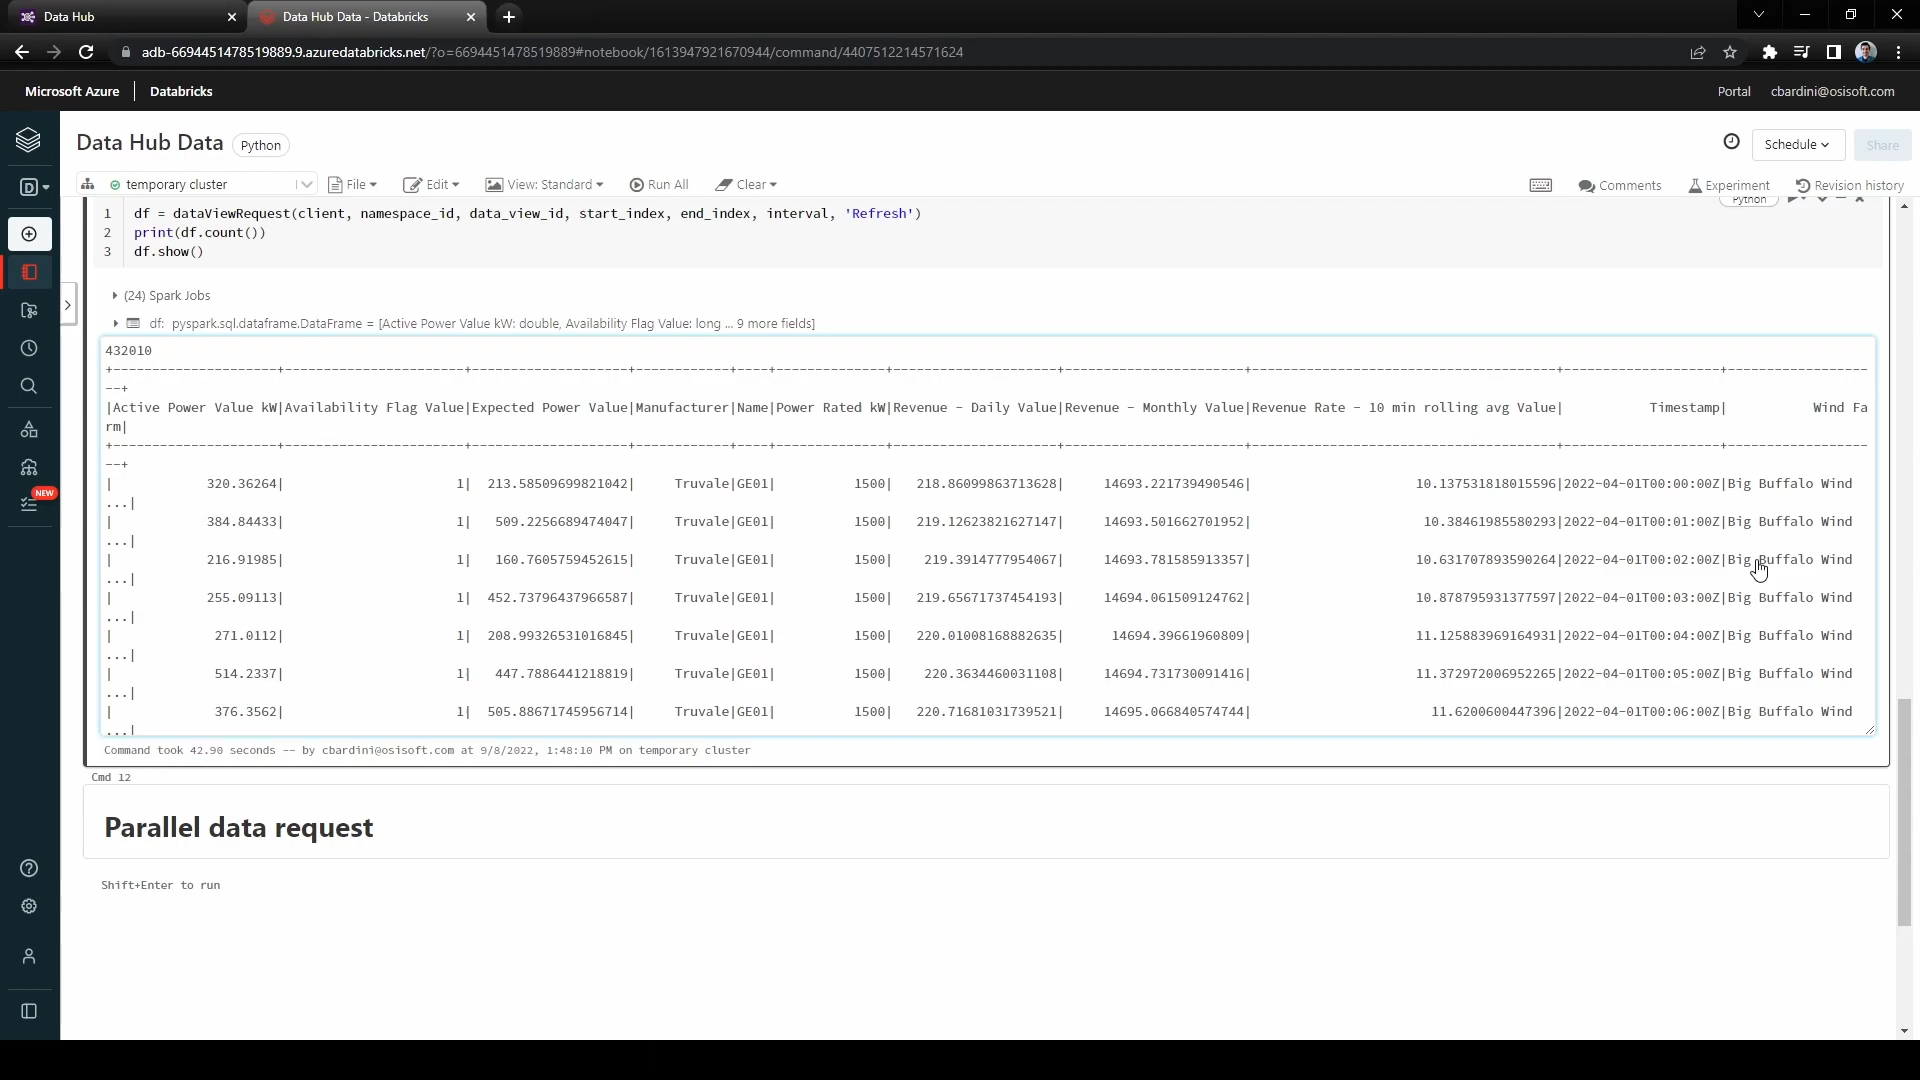 Data Hub
Data Hub Data - Databricks
adb-6694451478519889.9.azuredatabricks.net/?o=6694451478519889#notebook/1613947921670944/command/4407512214571624
Microsoft Azure
Databricks
Portal
cbardini@osisoft.com
Data Hub Data
Python
Schedule
Share
D
temporary cluster
File
Edit
View: Standard
Run All
Clear
Comments
Experiment
Revision history
Python
1 df = dataViewRequest(client, namespace_id, data_view_id, start_index, end_index, interval, 'Refresh')
2 print(df.count())
3 df.show()
(24) Spark Jobs
df: pyspark.sql.dataframe.DataFrame = [Active Power Value kW: double, Availability Flag Value: long ... 9 more fields]
432010
+---------------------+-----------------------+--------------------+------------+----+--------------+---------------------+-----------------------+---------------------------------------+--------------------+------------------
--+
|Active Power Value kW|Availability Flag Value|Expected Power Value|Manufacturer|Name|Power Rated kW|Revenue - Daily Value|Revenue - Monthly Value|Revenue Rate - 10 min rolling avg Value|           Timestamp|           Wind Fa
rm|
+---------------------+-----------------------+--------------------+------------+----+--------------+---------------------+-----------------------+---------------------------------------+--------------------+------------------
--+
|            320.36264|                      1|  213.58509699821042|     Truvale|GE01|          1500|   218.86099863713628|     14693.221739490546|                     10.137531818015596|2022-04-01T00:00:00Z|Big Buffalo Wind
...|
|            384.84433|                      1|   509.2256689474047|     Truvale|GE01|          1500|   219.12623821627147|     14693.501662701952|                      10.38461985580293|2022-04-01T00:01:00Z|Big Buffalo Wind
...|
|            216.91985|                      1|   160.7605759452615|     Truvale|GE01|          1500|    219.3914777954067|     14693.781585913357|                     10.631707893590264|2022-04-01T00:02:00Z|Big Buffalo Wind
...|
|            255.09113|                      1|  452.73796437966587|     Truvale|GE01|          1500|   219.65671737454193|     14694.061509124762|                     10.878795931377597|2022-04-01T00:03:00Z|Big Buffalo Wind
...|
|             271.0112|                      1|  208.99326531016845|     Truvale|GE01|          1500|   220.01008168882635|      14694.39661960809|                     11.125883969164931|2022-04-01T00:04:00Z|Big Buffalo Wind
...|
|             514.2337|                      1|   447.7886441218819|     Truvale|GE01|          1500|    220.3634460031108|     14694.731730091416|                     11.372972006952265|2022-04-01T00:05:00Z|Big Buffalo Wind
...|
|             376.3562|                      1|  505.88671745956714|     Truvale|GE01|          1500|   220.71681031739521|     14695.066840574744|                       11.6200600447396|2022-04-01T00:06:00Z|Big Buffalo Wind
...|
Command took 42.90 seconds -- by cbardini@osisoft.com at 9/8/2022, 1:48:10 PM on temporary cluster
Cmd 12
Parallel data request
Shift+Enter to run
NEW